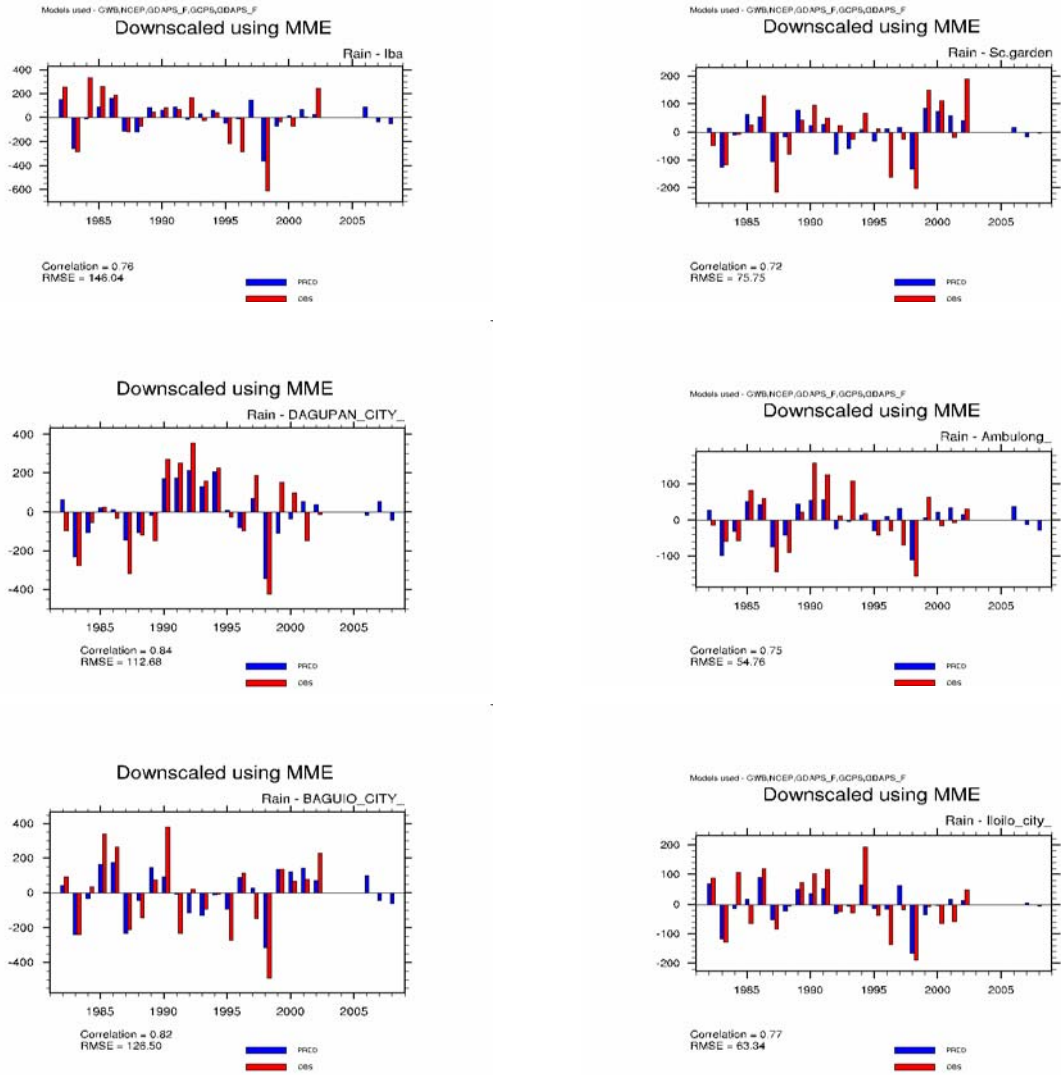 Models used - GWB,NCEP,GDAPS_F,GCPS,GDAPS_F
Downscaled using MME
Rain - Iba
400
200
0
-200
-400
-600
1985 1990 1995 2000 2005
Correlation = 0.76
RMSE = 146.04
PRED
OBS
Models used - GWB,NCEP,GDAPS_F,GCPS,GDAPS_F
Downscaled using MME
Rain - Sc.garden
200
100
0
-100
-200
1985 1990 1995 2000 2005
Correlation = 0.72
RMSE = 75.75
PRED
OBS
Downscaled using MME
Rain - DAGUPAN_CITY_
400
200
0
-200
-400
1985 1990 1995 2000 2005
Correlation = 0.84
RMSE = 112.68
PRED
OBS
Models used - GWB,NCEP,GDAPS_F,GCPS,GDAPS_F
Downscaled using MME
Rain - Ambulong_
100
0
-100
1985 1990 1995 2000 2005
Correlation = 0.75
RMSE = 54.76
PRED
OBS
Downscaled using MME
Rain - BAGUIO_CITY_
400
200
0
-200
-400
1985 1990 1995 2000 2005
Correlation = 0.82
RMSE = 126.50
PRED
OBS
Models used - GWB,NCEP,GDAPS_F,GCPS,GDAPS_F
Downscaled using MME
Rain - Iloilo_city_
200
100
0
-100
-200
1985 1990 1995 2000 2005
Correlation = 0.77
RMSE = 63.34
PRED
OBS